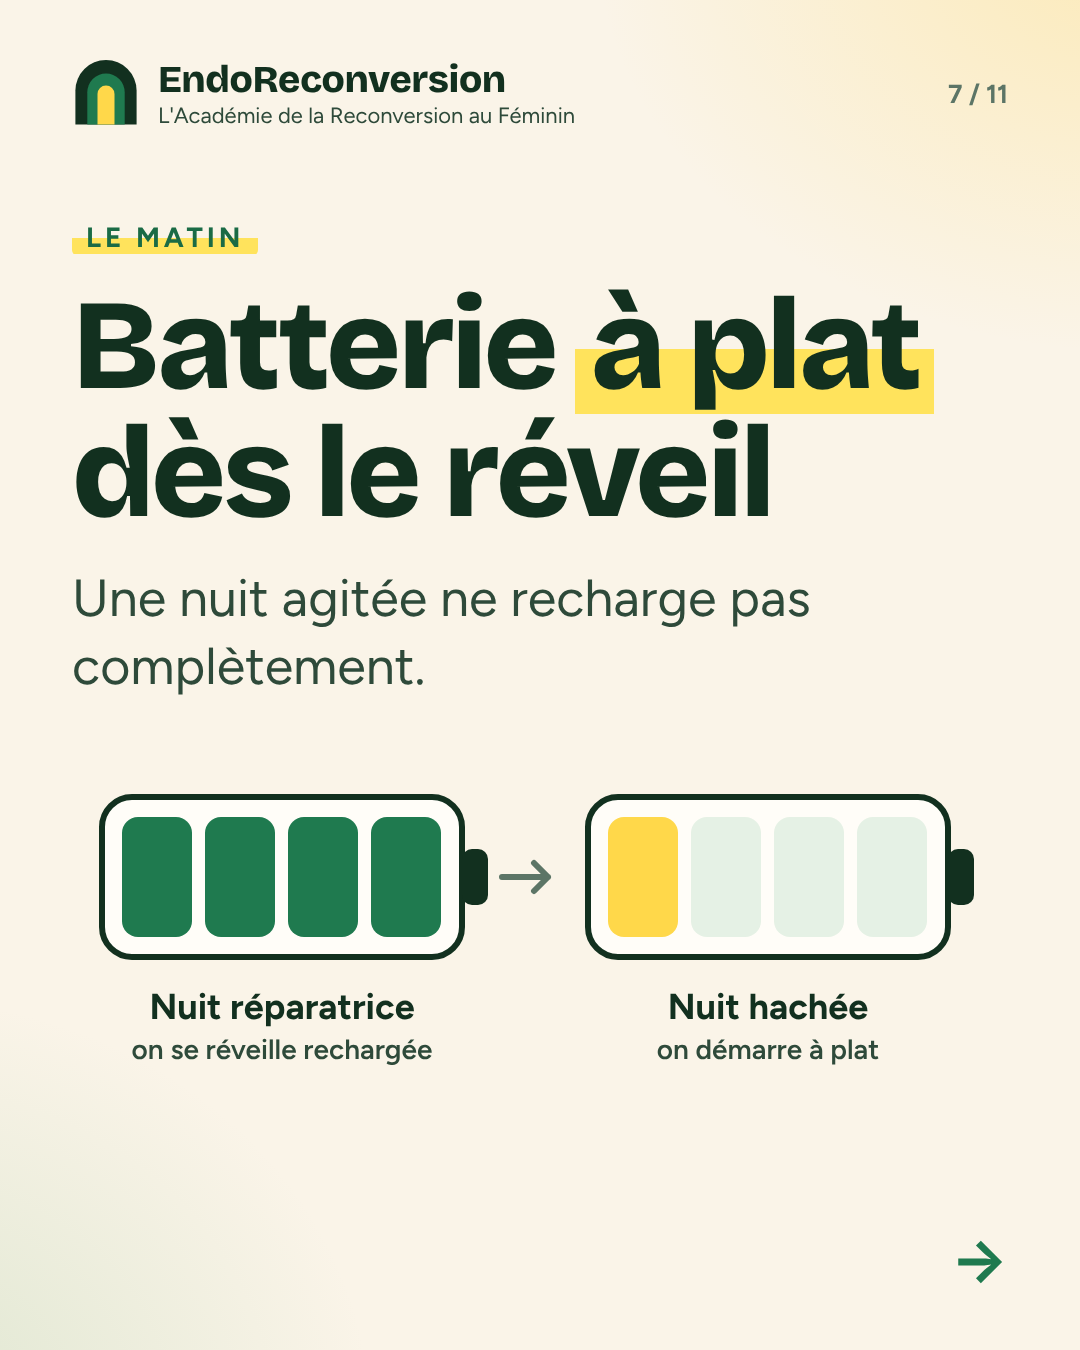 EndoReconversion
L'Académie de la Reconversion au Féminin
7 / 11
LE MATIN
Batterie à plat
dès le réveil
Une nuit agitée ne recharge pas
complètement.
Nuit réparatrice
on se réveille rechargée
Nuit hachée
on démarre à plat